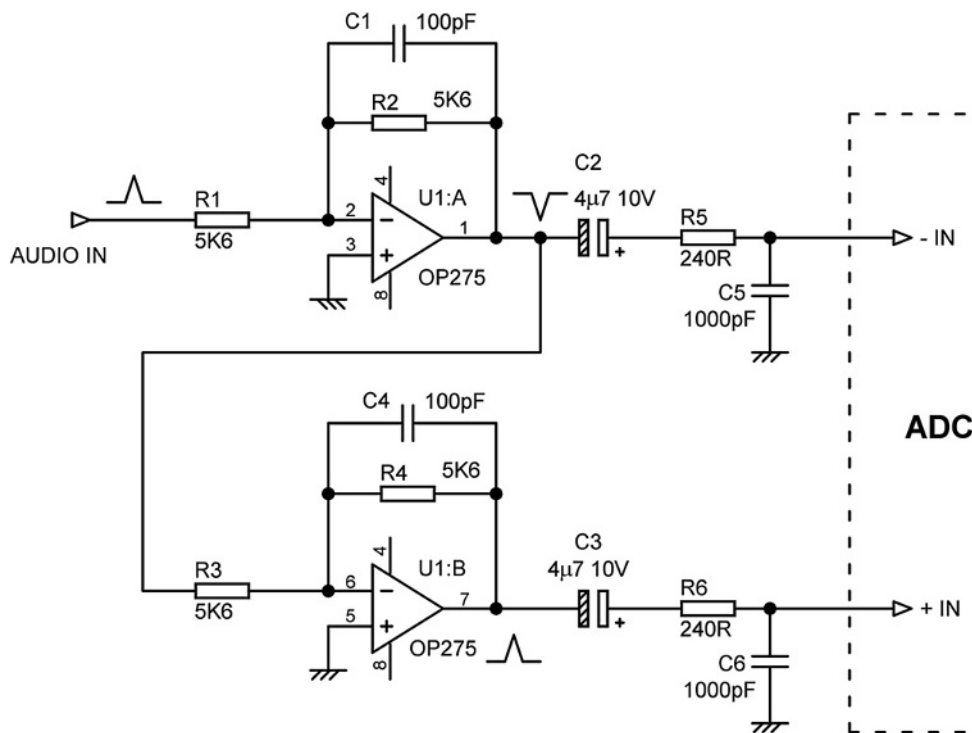 C1
100pF
R2
5K6
C2
4µ7 10V
4
U1:A
R1
5K6
2
1
3
AUDIO IN
8
OP275
+
R5
240R
- IN
C5
1000pF
C4
100pF
ADC
R4
5K6
C3
4µ7 10V
4
U1:B
R3
5K6
6
7
5
8
OP275
+
R6
240R
+ IN
C6
1000pF